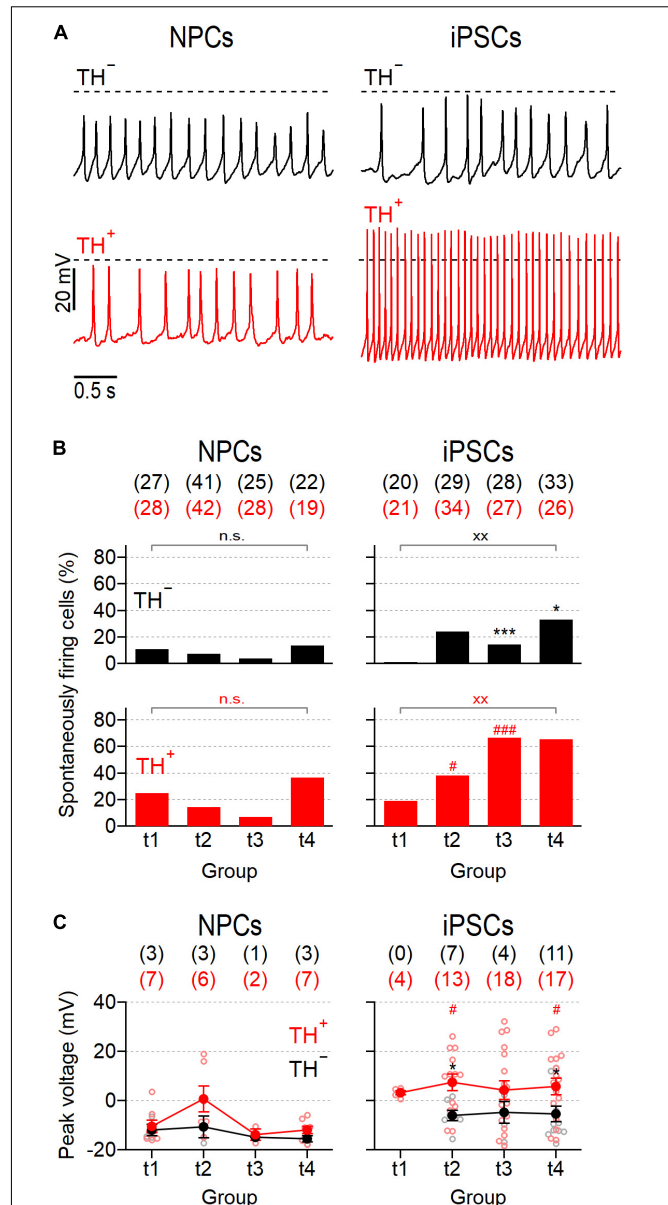 A
NPCs iPSCs
TH⁻ TH⁻
TH⁺ TH⁺
20 mV
0.5 s
B
NPCs iPSCs
(27) (41) (25) (22) (20) (29) (28) (33)
(28) (42) (28) (19) (21) (34) (27) (26)
n.s. xx
Spontaneously firing cells (%)
80
60
TH⁻
40 *
20 ***
0
n.s. xx
80
60 ###
TH⁺
40 #
20
0
t1 t2 t3 t4 t1 t2 t3 t4
Group Group
C
NPCs iPSCs
(3) (3) (1) (3) (0) (7) (4) (11)
(7) (6) (2) (7) (4) (13) (18) (17)
Peak voltage (mV)
40
# #
TH⁺
20
TH⁻
* *
0
-20
t1 t2 t3 t4 t1 t2 t3 t4
Group Group